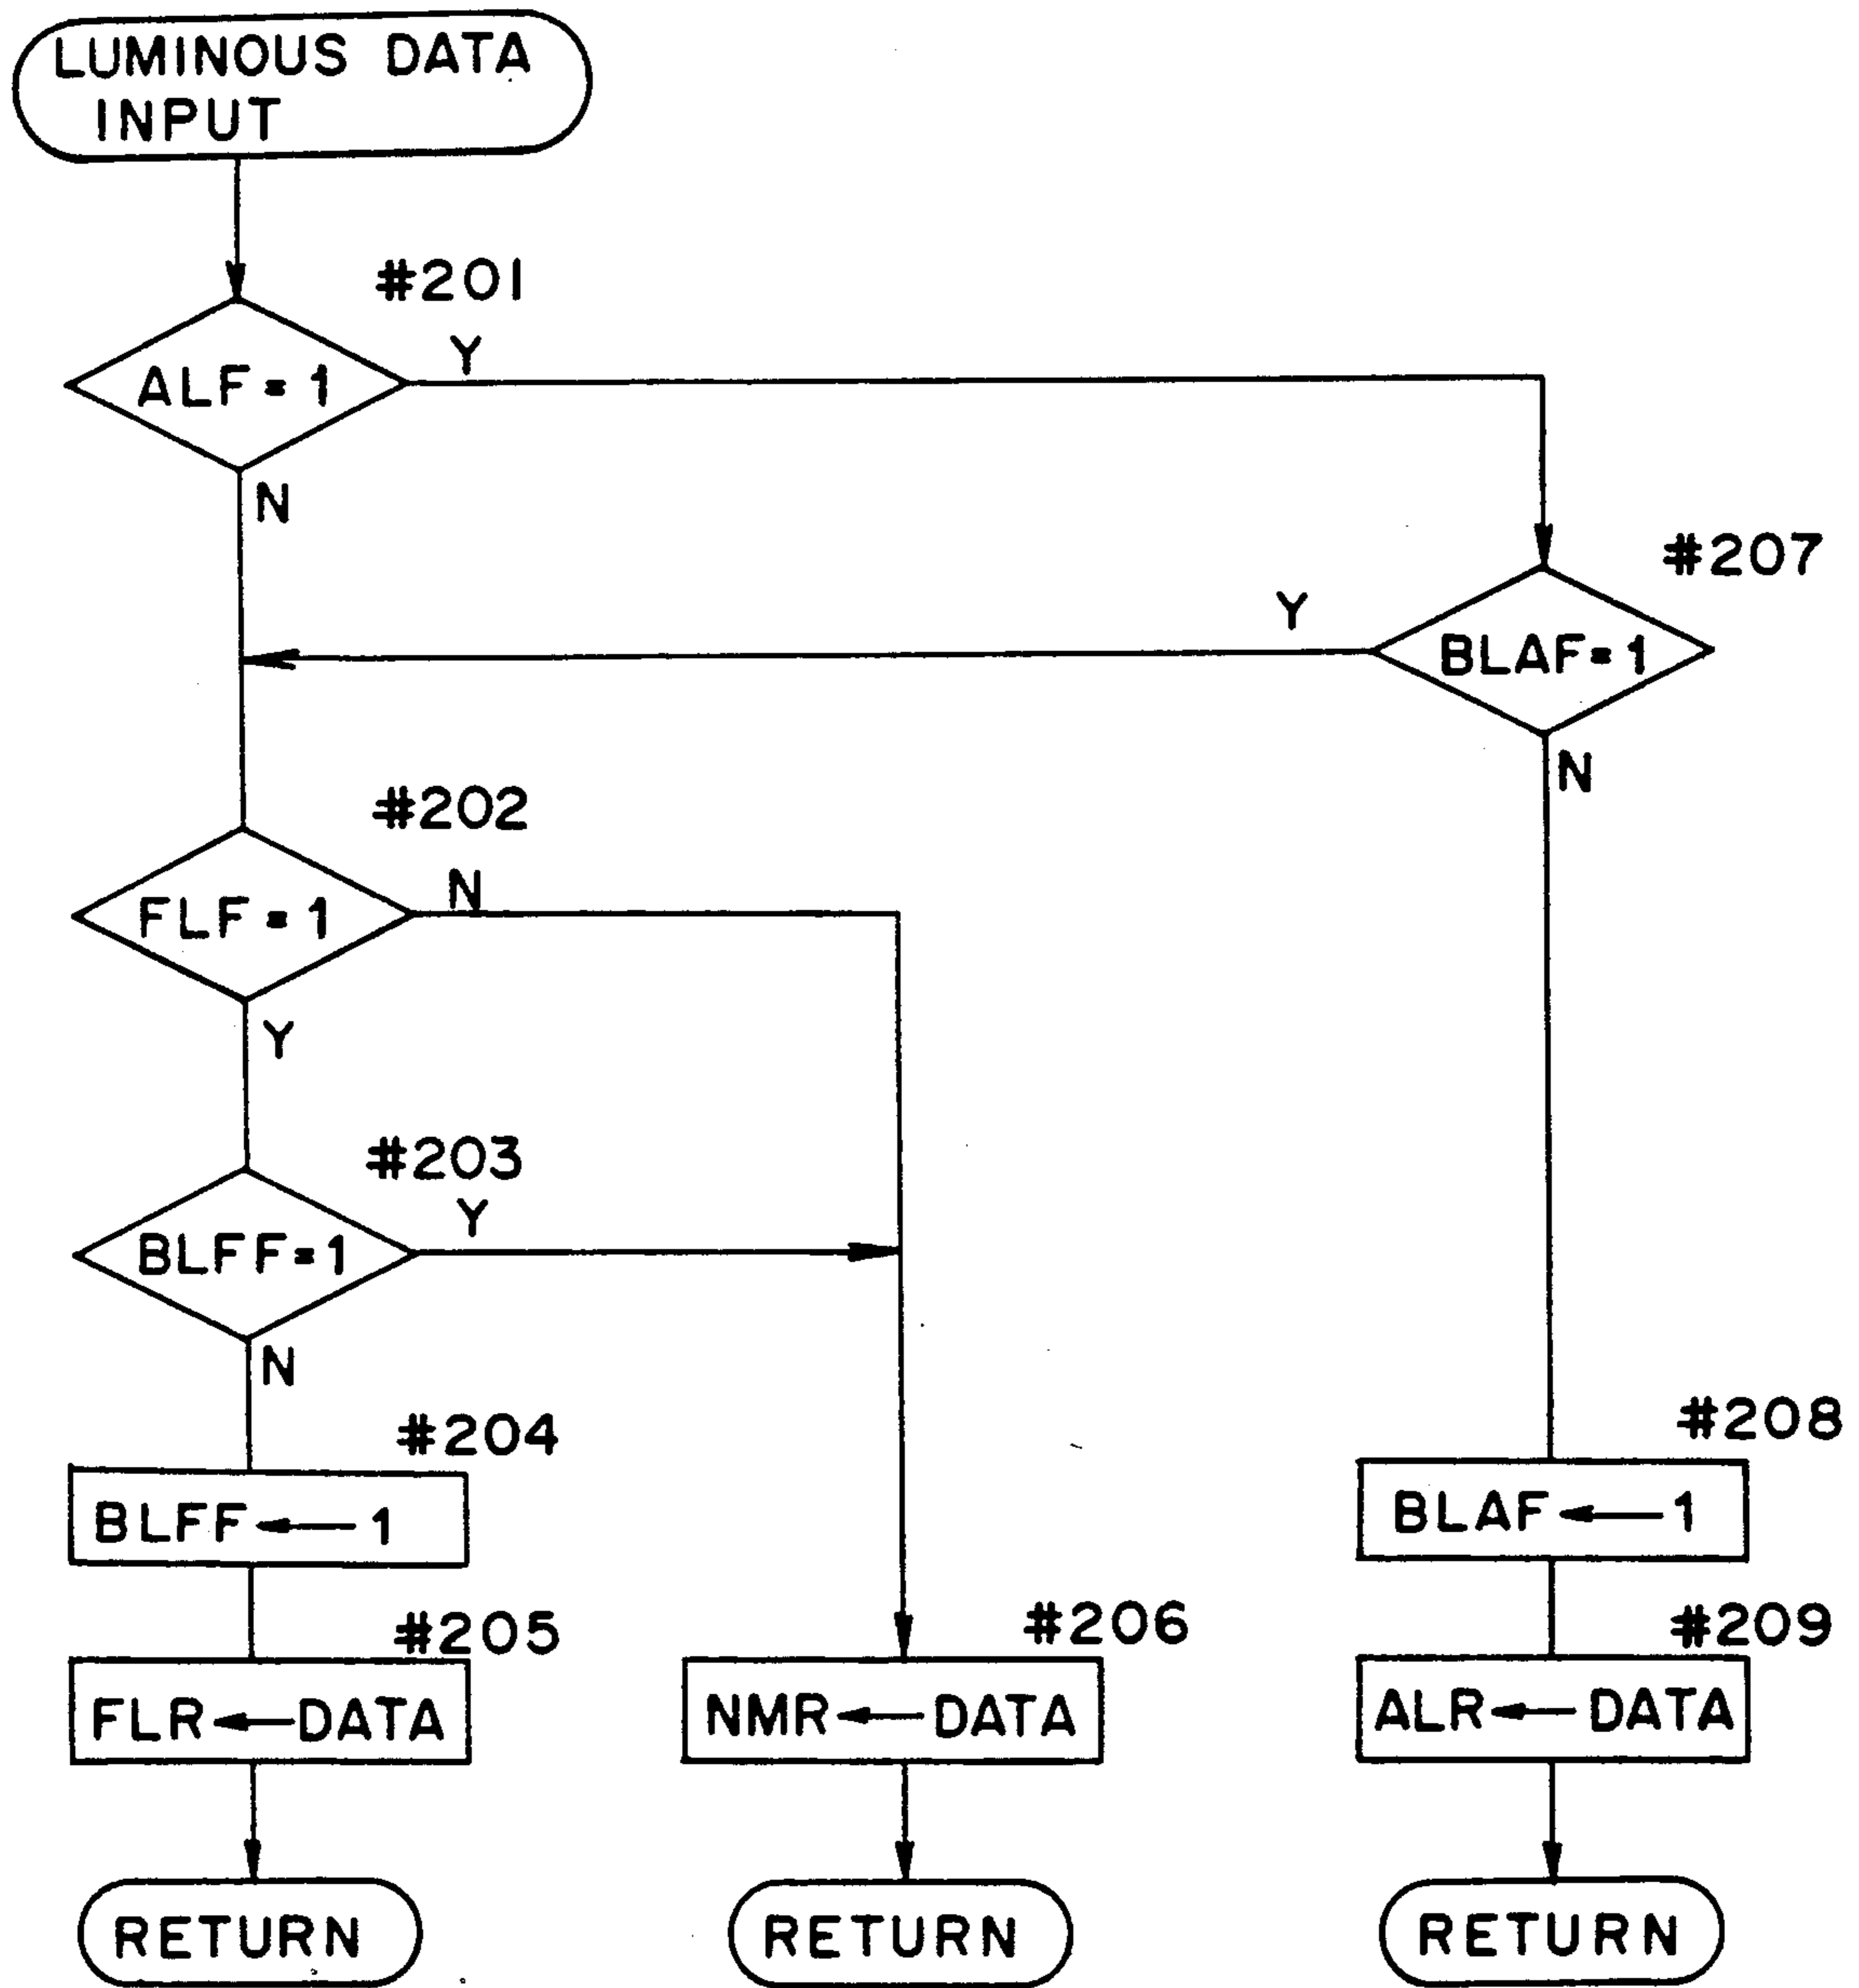 LUMINOUS DATA
INPUT
#201
Y
ALF = 1
N
#207
Y
BLAF = 1
N
#202
N
FLF = 1
Y
#203
Y
BLFF = 1
N
#204
BLFF ← 1
#208
BLAF ← 1
#205
FLR ← DATA
#206
NMR ← DATA
#209
ALR ← DATA
RETURN
RETURN
RETURN